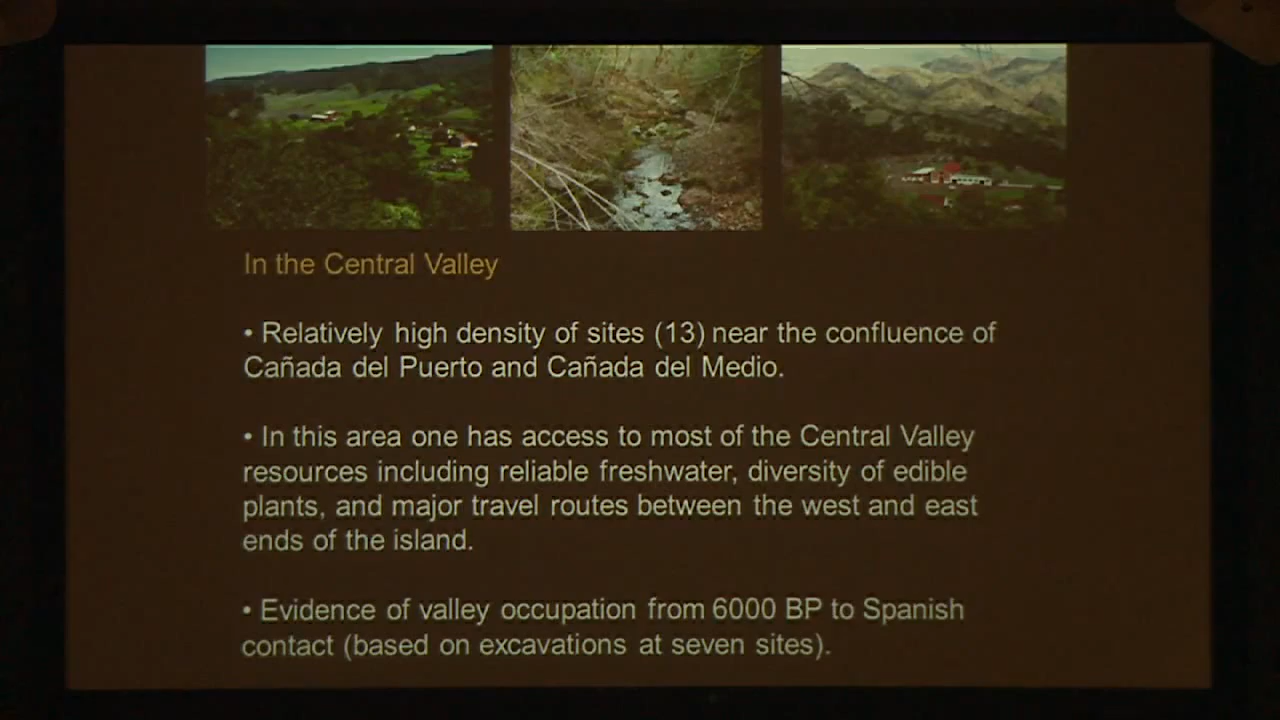 In the Central Valley
• Relatively high density of sites (13) near the confluence of
Cañada del Puerto and Cañada del Medio.
• In this area one has access to most of the Central Valley
resources including reliable freshwater, diversity of edible
plants, and major travel routes between the west and east
ends of the island.
• Evidence of valley occupation from 6000 BP to Spanish
contact (based on excavations at seven sites).